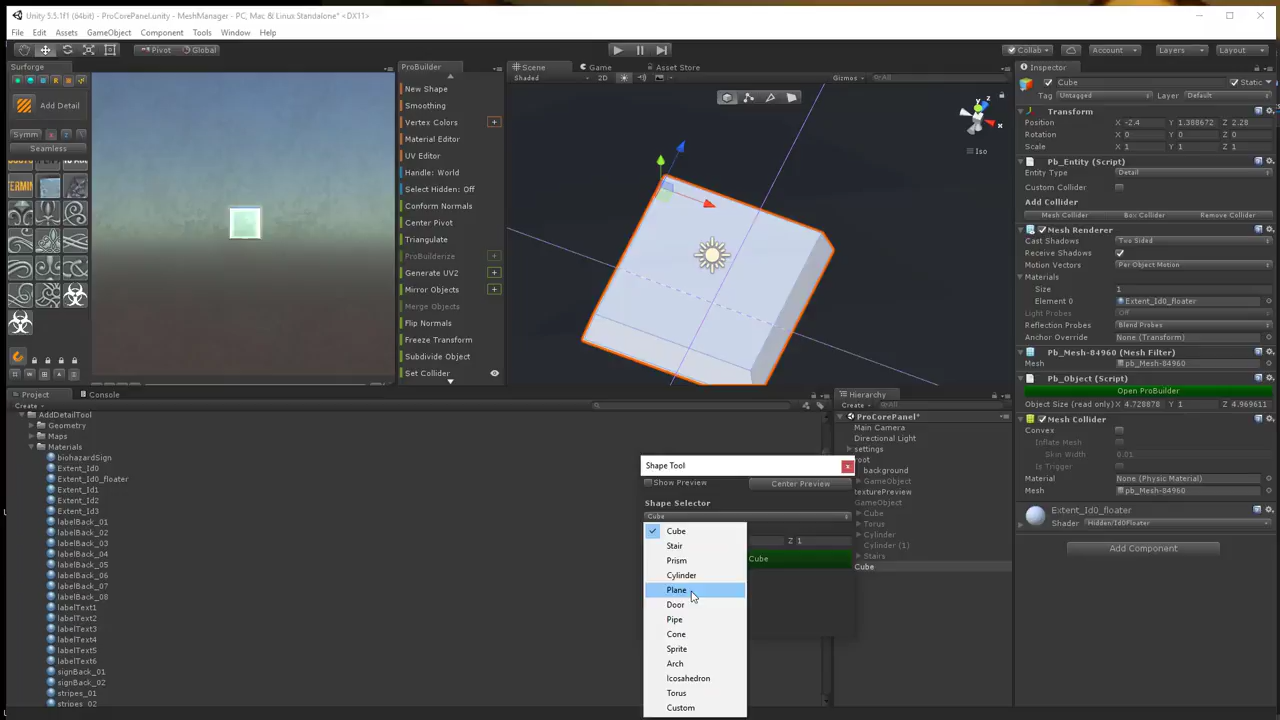 Unity 5.5.1f1 (64bit) - ProCorePanel.unity - MeshManager - PC, Mac & Linux Standalone* <DX11>
File Edit Assets GameObject Component Tools Window Help
Pivot Global
Collab Account Layers Layout
Surforge
Add Detail
Symm
Seamless
TERMIN
ProBuilder
New Shape
Smoothing
Vertex Colors +
Material Editor
UV Editor
Handle: World
Select Hidden: Off
Conform Normals
Center Pivot
Triangulate
ProBuilderize +
Generate UV2 +
Mirror Objects +
Merge Objects
Flip Normals
Freeze Transform
Subdivide Object
Set Collider
Scene Game Asset Store
Shaded 2D Gizmos All
y
x
Iso
Inspector
Cube Static
Tag Untagged Layer Default
Transform
Position X -2.4 Y 1.388672 Z 2.28
Rotation X 0 Y 0 Z 0
Scale X 1 Y 1 Z 1
Pb_Entity (Script)
Entity Type Detail
Custom Collider
Add Collider
Mesh Collider Box Collider Remove Collider
Mesh Renderer
Cast Shadows Two Sided
Receive Shadows
Motion Vectors Per Object Motion
Materials
Size 1
Element 0 Extent_Id0_floater
Light Probes Off
Reflection Probes Blend Probes
Anchor Override None (Transform)
Pb_Mesh-84960 (Mesh Filter)
Mesh pb_Mesh-84960
Pb_Object (Script)
Open ProBuilder
Object Size (read only) X 4.728878 Y 1 Z 4.969611
Mesh Collider
Convex
Inflate Mesh
Skin Width 0.01
Is Trigger
Material None (Physic Material)
Mesh pb_Mesh-84960
Extent_Id0_floater
Shader Hidden/Id0Floater
Add Component
Project Console
Create
AddDetailTool
Geometry
Maps
Materials
biohazardSign
Extent_Id0
Extent_Id0_floater
Extent_Id1
Extent_Id2
Extent_Id3
labelBack_01
labelBack_02
labelBack_03
labelBack_04
labelBack_05
labelBack_06
labelBack_07
labelBack_08
labelText1
labelText2
labelText3
labelText4
labelText5
labelText6
signBack_01
signBack_02
stripes_01
stripes_02
Hierarchy
Create All
ProCorePanel*
Main Camera
Directional Light
settings
root
background
GameObject
texturePreview
GameObject
Cube
Torus
Cylinder
Cylinder (1)
Stairs
Cube
Shape Tool
Show Preview Center Preview
Shape Selector
Cube
Z 1
Cube
Cube
Stair
Prism
Cylinder
Plane
Door
Pipe
Cone
Sprite
Arch
Icosahedron
Torus
Custom